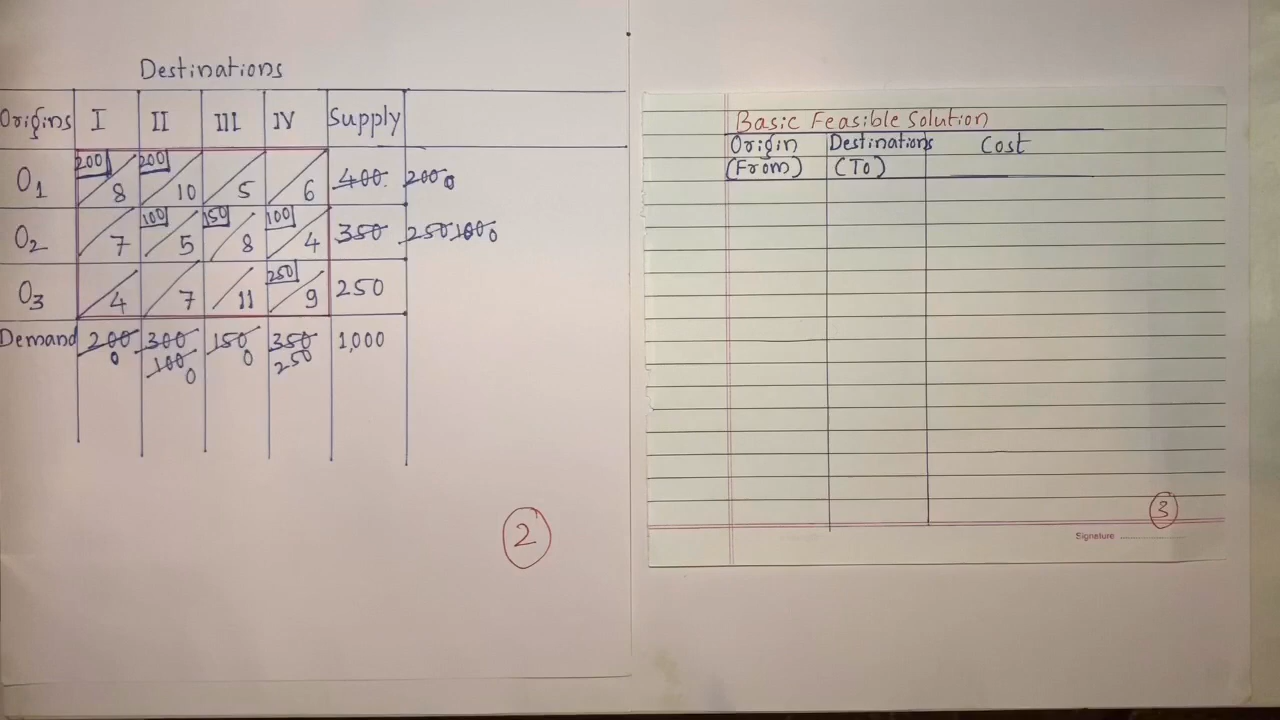 Destinations
Origins I II III IV Supply
200 200
O1 8 10 5 6 400 200 0
100 150 100
O2 7 5 8 4 350 250 100 0
250
O3 4 7 11 9 250
Demand 200 300 150 350 1,000
0 100 0 0 250
2
Basic Feasible Solution
Origin Destinations Cost
(From) (To)
3
Signature